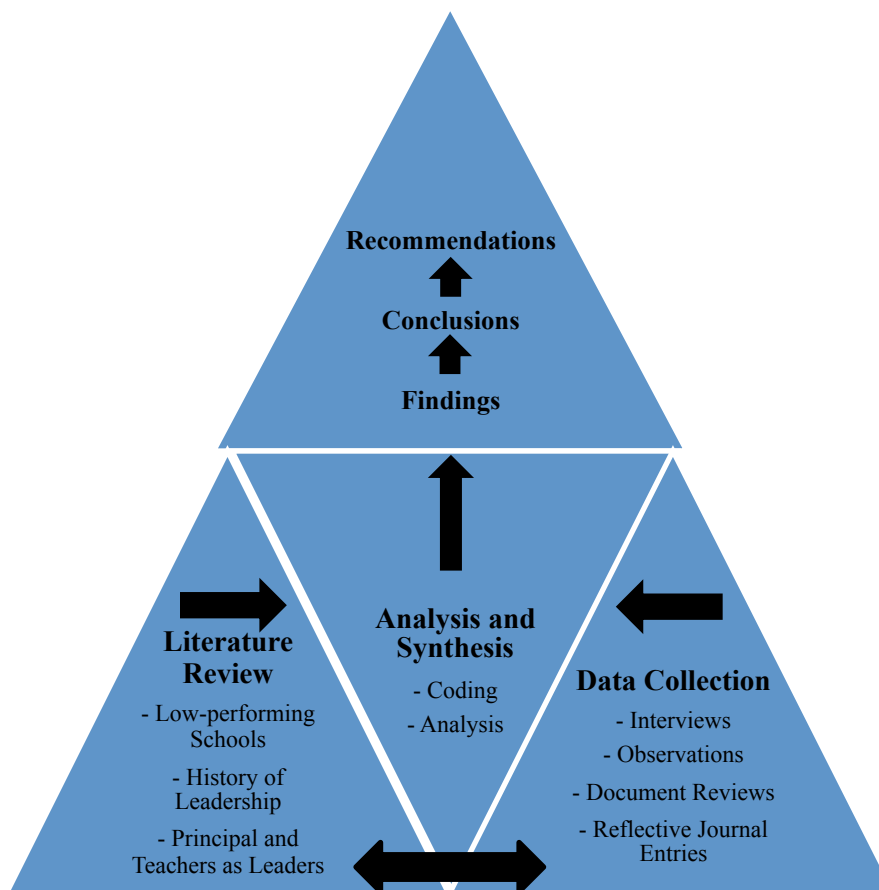 Recommendations
Conclusions
Findings
Literature
Review
- Low-performing
Schools
- History of
Leadership
- Principal and
Teachers as Leaders
Analysis and
Synthesis
- Coding
- Analysis
Data Collection
- Interviews
- Observations
- Document Reviews
- Reflective Journal
Entries